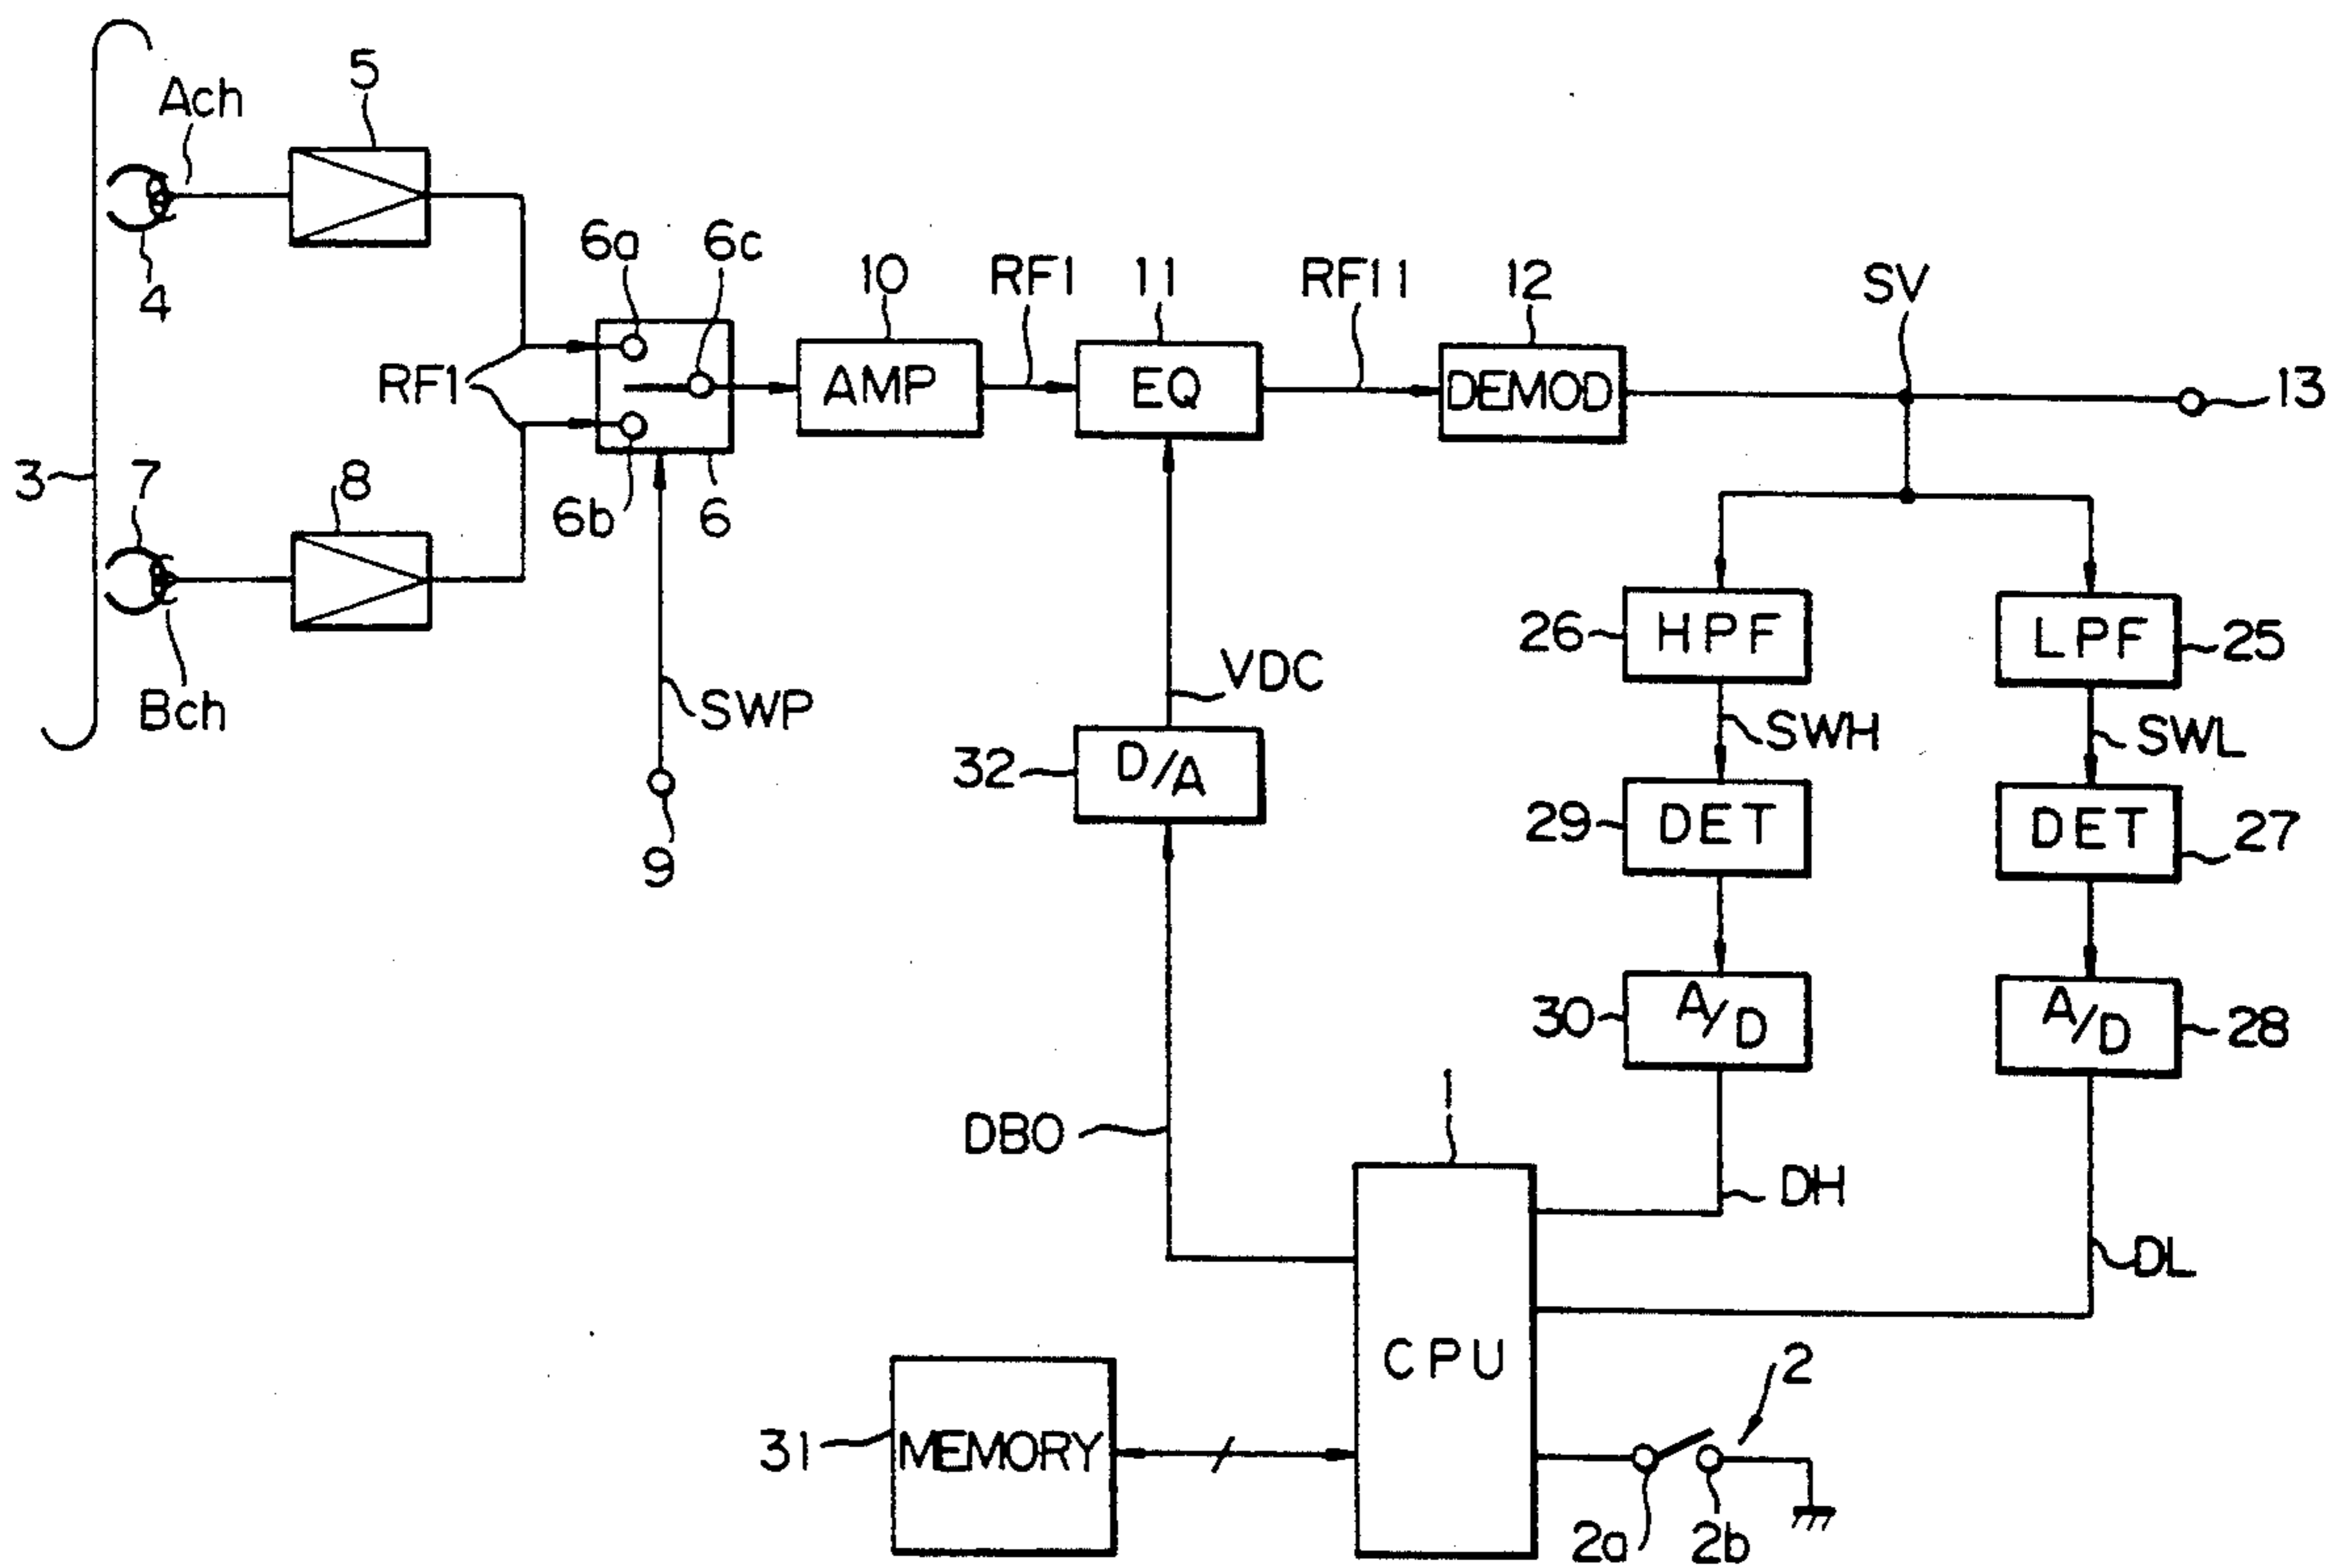 5
Ach
4
6a
6c
10
RF1
11
RF11
12
SV
AMP
EQ
DEMOD
13
RF1
3
7
8
6b
6
Bch
SWP
9
VDC
32
D/A
26
HPF
LPF
25
SWH
SWL
29
DET
DET
27
30
A/D
A/D
28
1
DBO
DH
DL
CPU
2
31
MEMORY
2a
2b